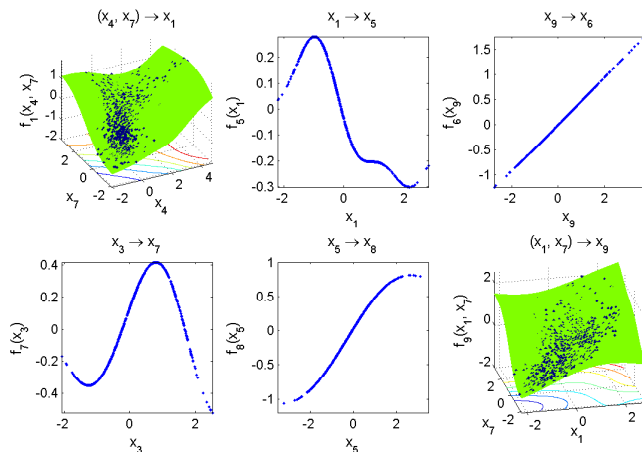 (x4, x7) → x1
x1 → x5
x9 → x6
f1(x4, x7)
1
0
-1
-2
2
0
-2
x7
-2
0
2
4
x4
f5(x1)
0.2
0.1
0
-0.1
-0.2
-0.3
-2
0
2
x1
f6(x9)
1.5
1
0.5
0
-0.5
-1
-2
0
2
x9
x3 → x7
x5 → x8
(x1, x7) → x9
f7(x3)
0.4
0.2
0
-0.2
-0.4
-2
0
2
x3
f8(x5)
1
0.5
0
-0.5
-1
-2
0
2
x5
f9(x1, x7)
2
0
-2
2
0
-2
x7
-2
-1
0
1
2
x1